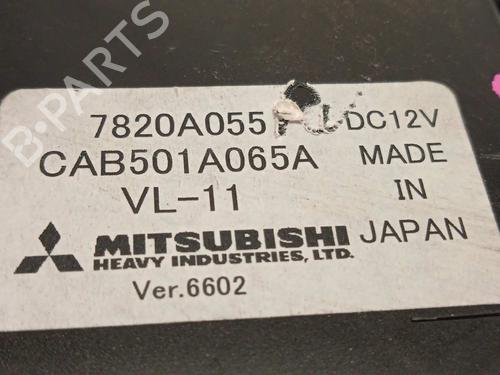 B-PARTS
7820A055 DC12V
CAB501A065A MADE
VL-11 IN
MITSUBISHI JAPAN
HEAVY INDUSTRIES, LTD.
Ver.6602